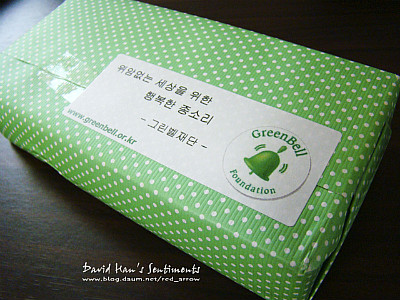 위암없는 세상을 위한
행복한 종소리
- 그린벨재단 -
www.greenbell.or.kr
GreenBell
Foundation
David Han's Sentiments
www.blog.daum.net/red_arrow